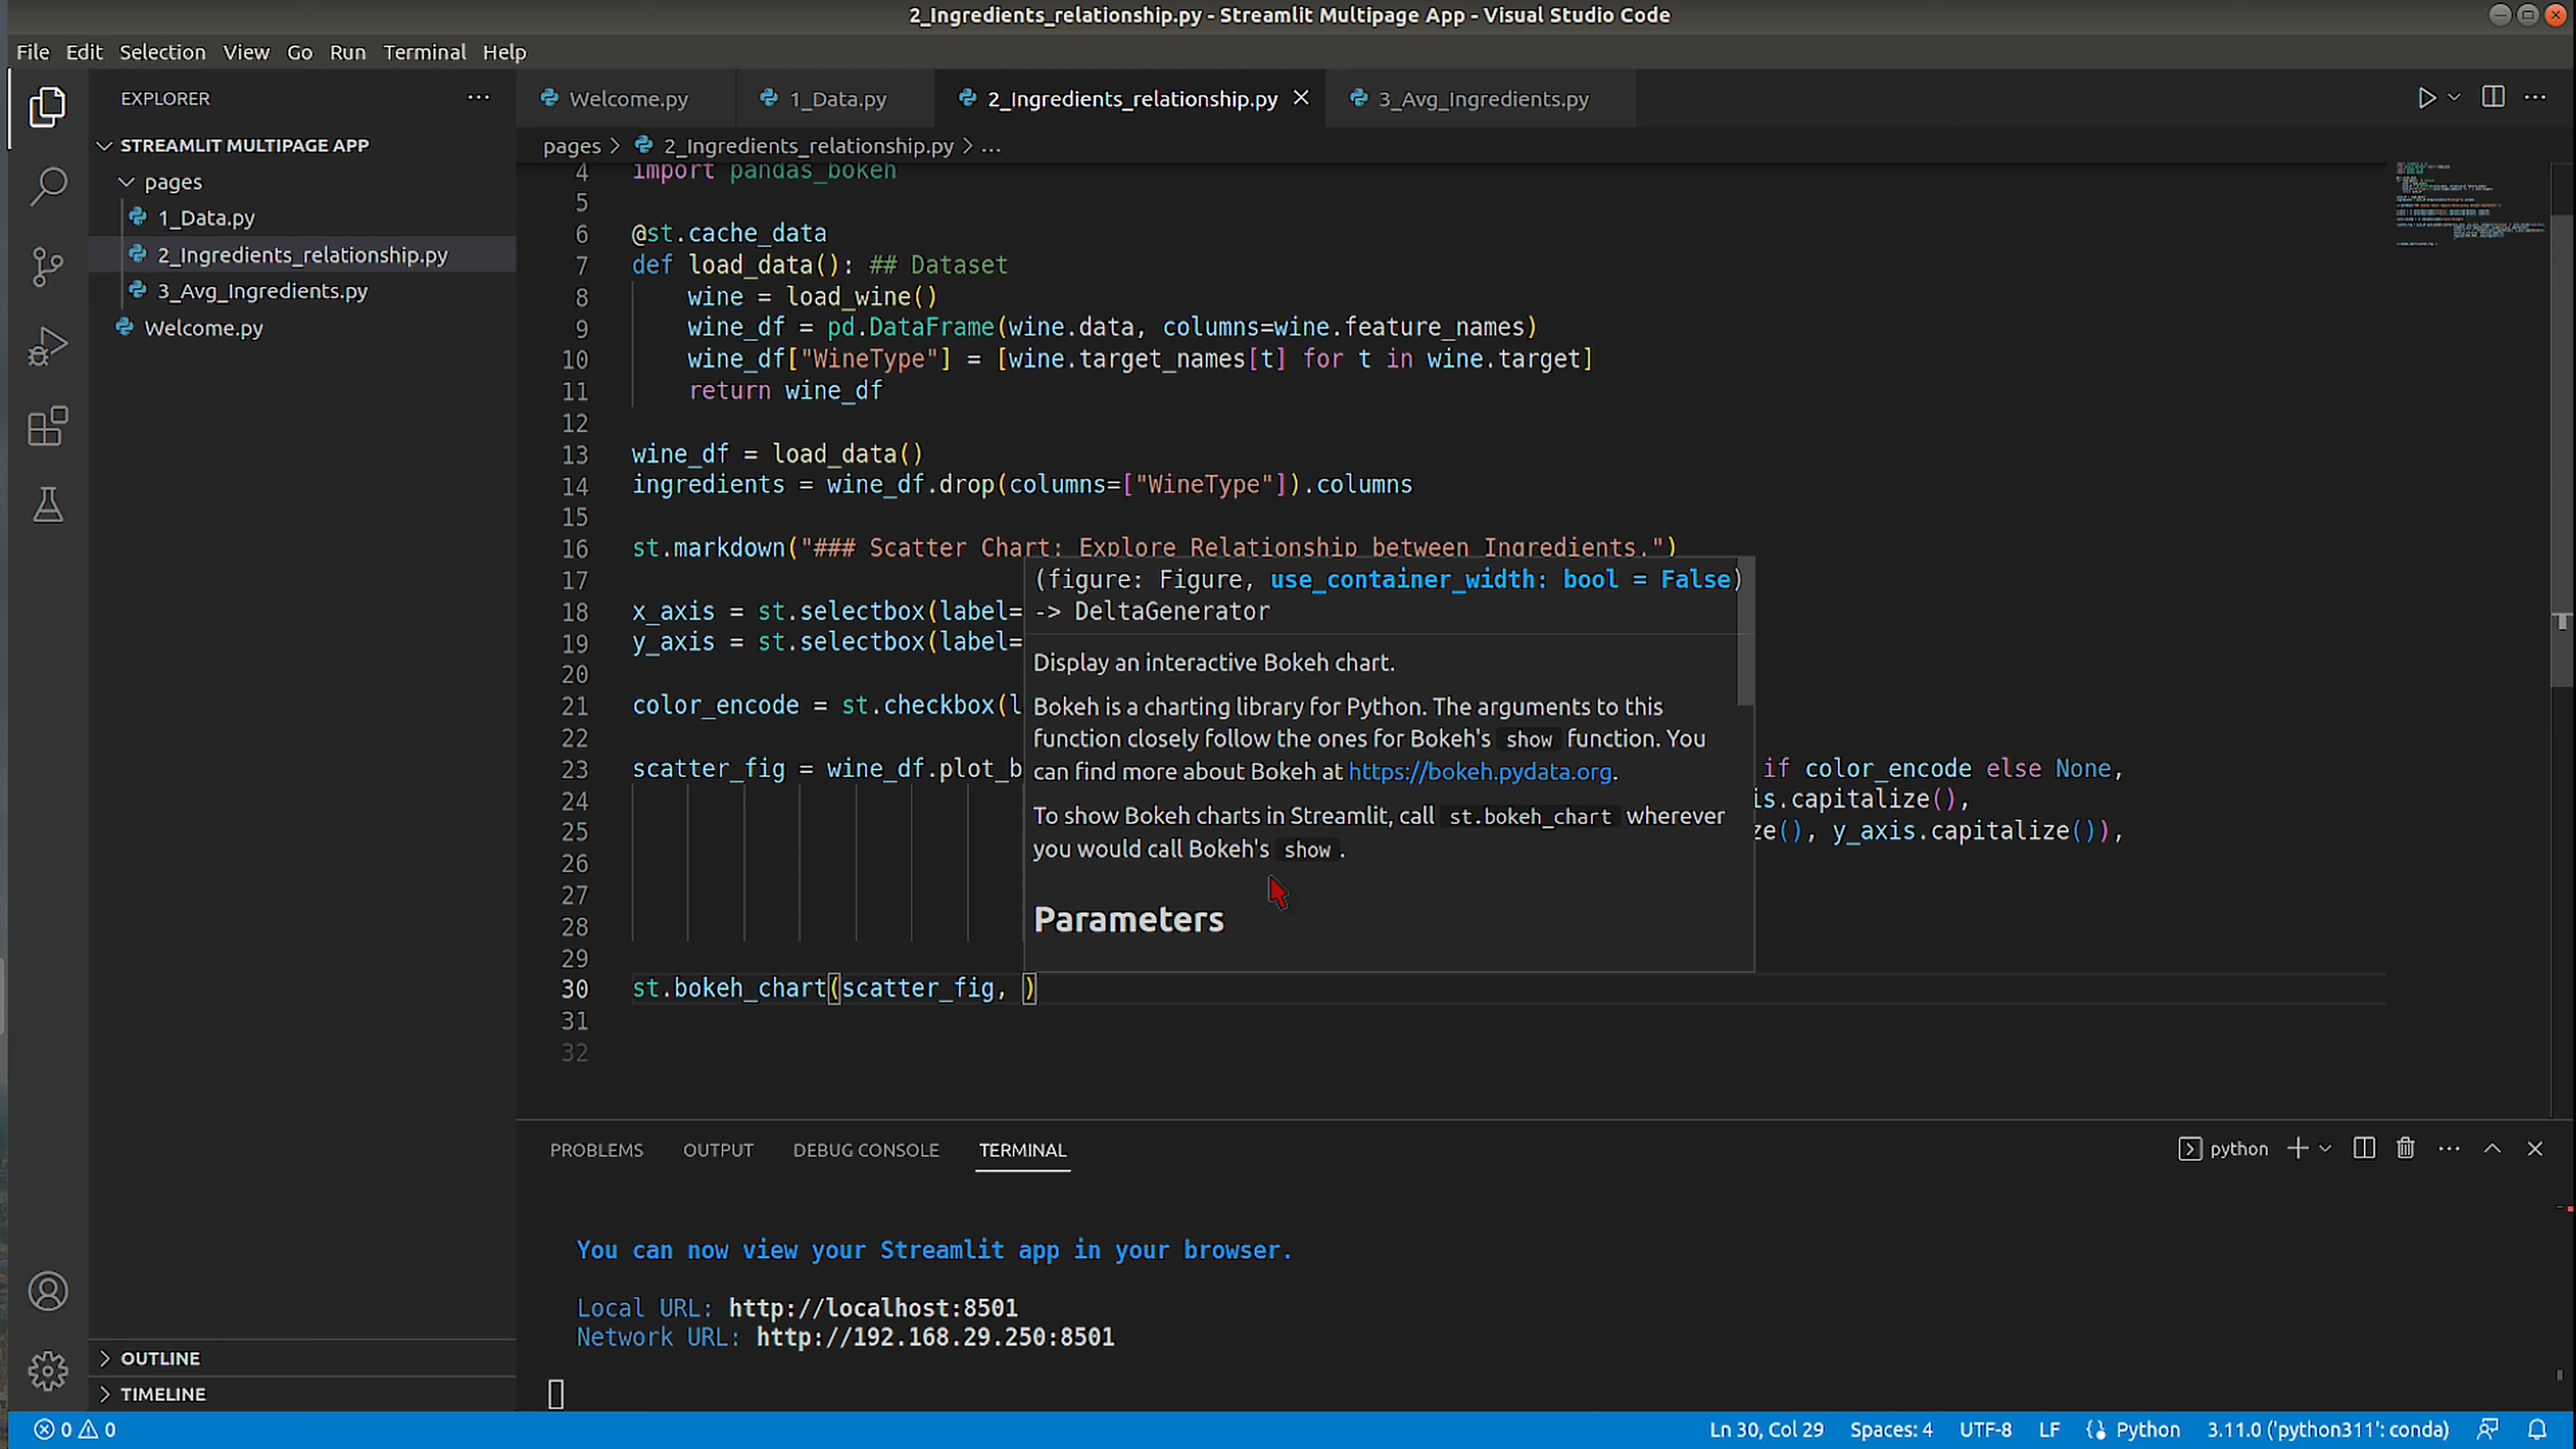 2_Ingredients_relationship.py - Streamlit Multipage App - Visual Studio Code
File Edit Selection View Go Run Terminal Help
EXPLORER
Welcome.py 1_Data.py 2_Ingredients_relationship.py 3_Avg_Ingredients.py
STREAMLIT MULTIPAGE APP
pages
1_Data.py
2_Ingredients_relationship.py
3_Avg_Ingredients.py
Welcome.py
pages > 2_Ingredients_relationship.py > ...
4 import pandas_bokeh
5
6 @st.cache_data
7 def load_data(): ## Dataset
8 wine = load_wine()
9 wine_df = pd.DataFrame(wine.data, columns=wine.feature_names)
10 wine_df["WineType"] = [wine.target_names[t] for t in wine.target]
11 return wine_df
12
13 wine_df = load_data()
14 ingredients = wine_df.drop(columns=["WineType"]).columns
15
16 st.markdown("### Scatter Chart: Explore Relationship between Ingredients.")
17
18 x_axis = st.selectbox(label=
19 y_axis = st.selectbox(label=
20
21 color_encode = st.checkbox(l
22
23 scatter_fig = wine_df.plot_b if color_encode else None,
24 is.capitalize(),
25 ze(), y_axis.capitalize()),
26
27
28
29
30 st.bokeh_chart(scatter_fig, )
31
32
(figure: Figure, use_container_width: bool = False)
-> DeltaGenerator
Display an interactive Bokeh chart.
Bokeh is a charting library for Python. The arguments to this
function closely follow the ones for Bokeh's show function. You
can find more about Bokeh at https://bokeh.pydata.org.
To show Bokeh charts in Streamlit, call st.bokeh_chart wherever
you would call Bokeh's show .
Parameters
PROBLEMS OUTPUT DEBUG CONSOLE TERMINAL
python
You can now view your Streamlit app in your browser.
Local URL: http://localhost:8501
Network URL: http://192.168.29.250:8501
OUTLINE
TIMELINE
0 0 Ln 30, Col 29 Spaces: 4 UTF-8 LF Python 3.11.0 ('python311': conda)